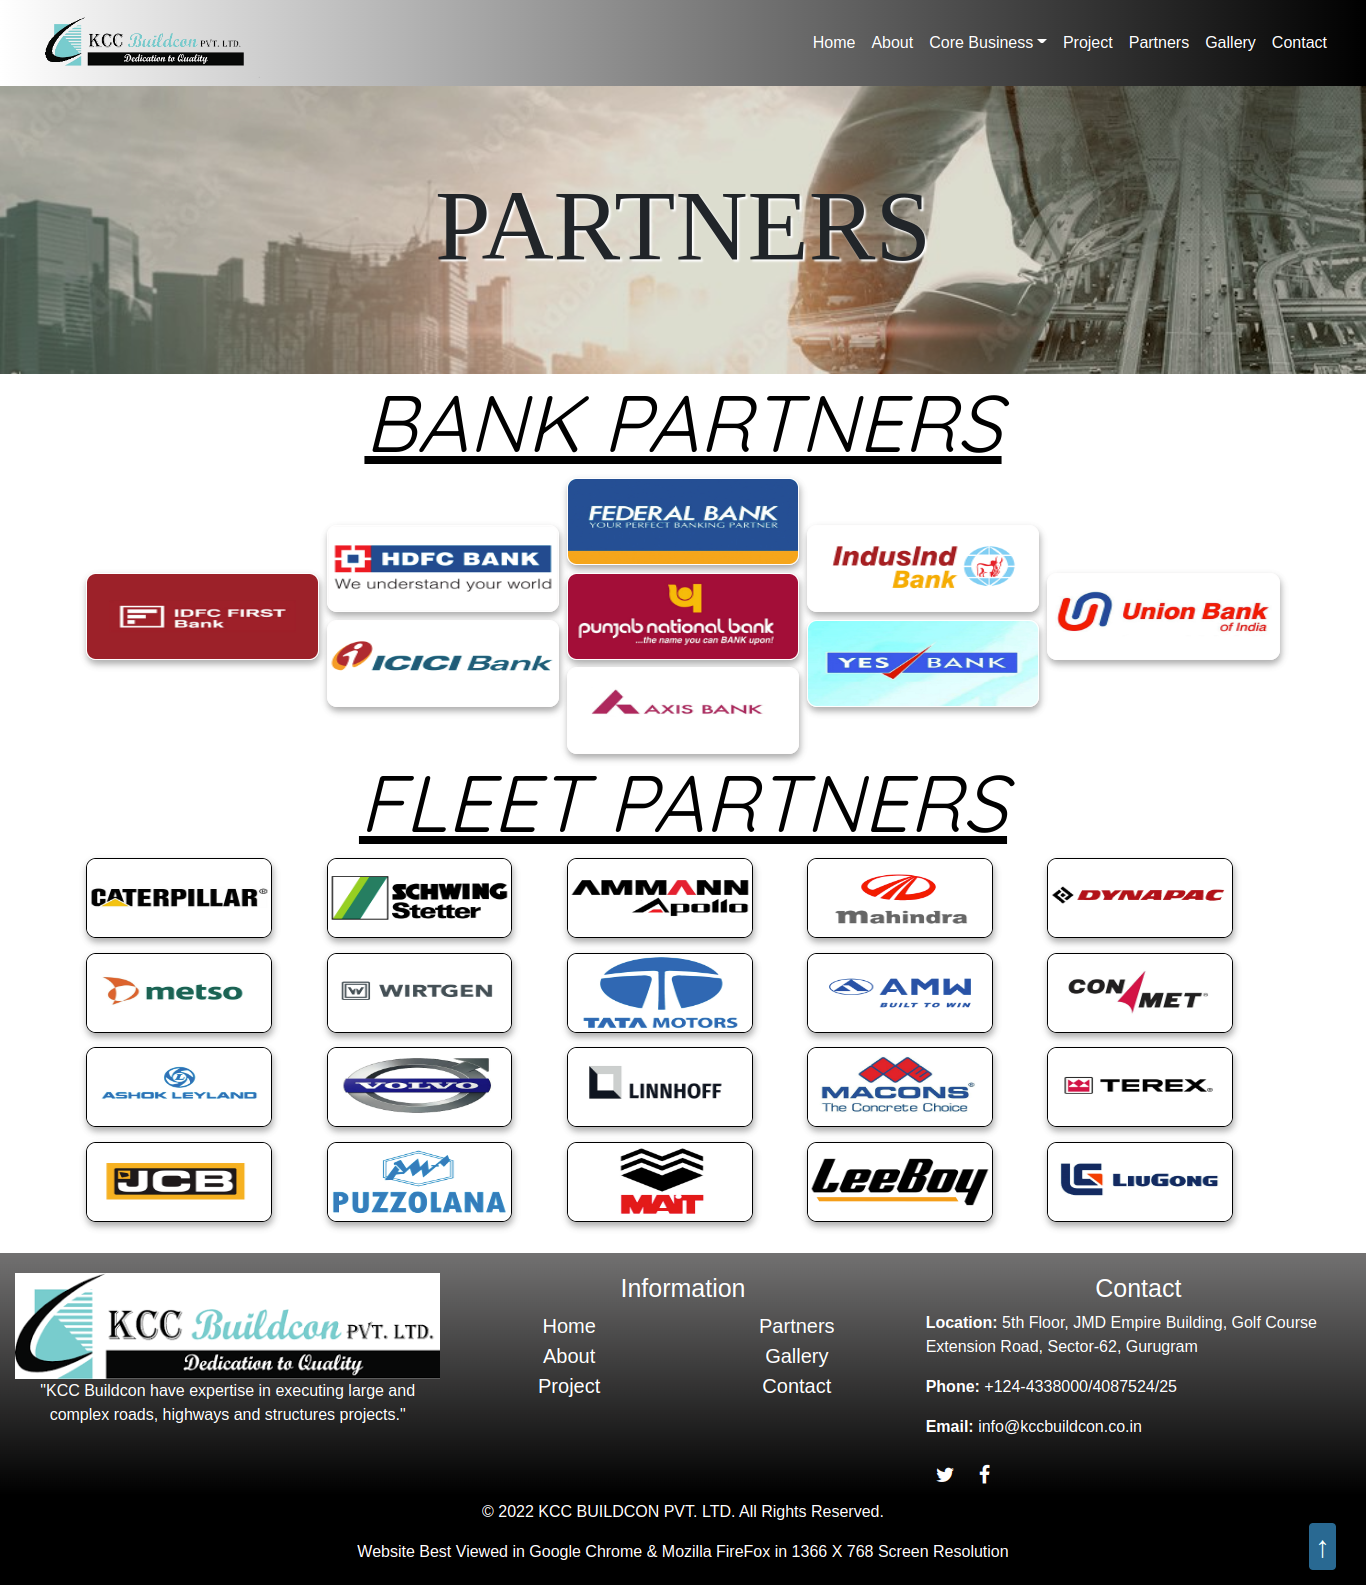 KCC Buildcon PVT. LTD.
Dedication to Quality
Home About Core Business Project Partners Gallery Contact
PARTNERS
BANK PARTNERS
IDFC FIRST
Bank
HDFC BANK
We understand your world
ICICI Bank
FEDERAL BANK
YOUR PERFECT BANKING PARTNER
punjab national bank
...the name you can BANK upon!
AXIS BANK
IndusInd
Bank
YES BANK
Union Bank
of India
FLEET PARTNERS
CATERPILLAR®
SCHWING
Stetter
AMMANN
Apollo
mahindra
DYNAPAC
metso
WIRTGEN
TATA MOTORS
AMW
BUILT TO WIN
CONMET
ASHOK LEYLAND
VOLVO
LINNHOFF
MACONS®
The Concrete Choice
TEREX
JCB
PUZZOLANA
MAIT
LeeBoy
LIUGONG
KCC Buildcon PVT. LTD.
Dedication to Quality
"KCC Buildcon have expertise in executing large and
complex roads, highways and structures projects."
Information
Home Partners
About Gallery
Project Contact
Contact
Location: 5th Floor, JMD Empire Building, Golf Course
Extension Road, Sector-62, Gurugram
Phone: +124-4338000/4087524/25
Email: info@kccbuildcon.co.in
© 2022 KCC BUILDCON PVT. LTD. All Rights Reserved.
Website Best Viewed in Google Chrome & Mozilla FireFox in 1366 X 768 Screen Resolution
↑